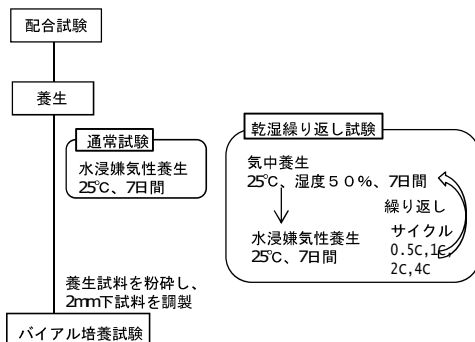 配合試験
養生
通常試験
水浸嫌気性養生
25℃、7日間
乾湿繰り返し試験
気中養生
25℃、湿度５０％、7日間
水浸嫌気性養生
25℃、7日間
繰り返し
サイクル
0.5C,1C,
2C,4C
養生試料を粉砕し、
2mm下試料を調製
バイアル培養試験